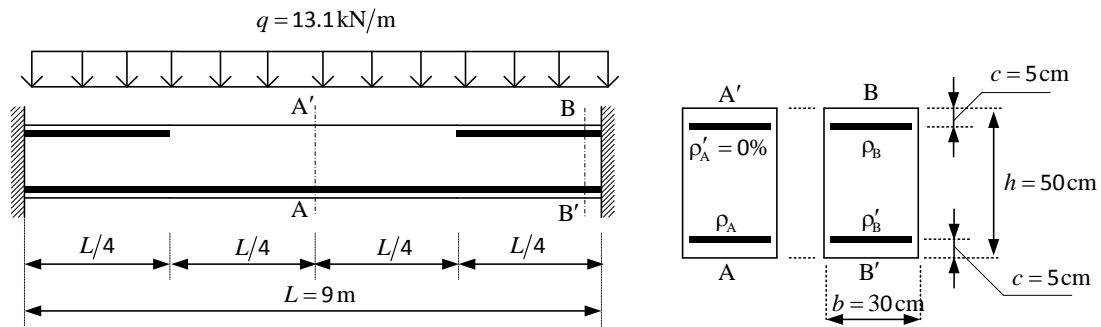 q = 13.1 kN/m
A′
B
A
B′
L/4
L/4
L/4
L/4
L = 9 m
A′
B
ρ′A = 0%
ρB
ρA
ρ′B
A
B′
b = 30 cm
c = 5 cm
h = 50 cm
c = 5 cm